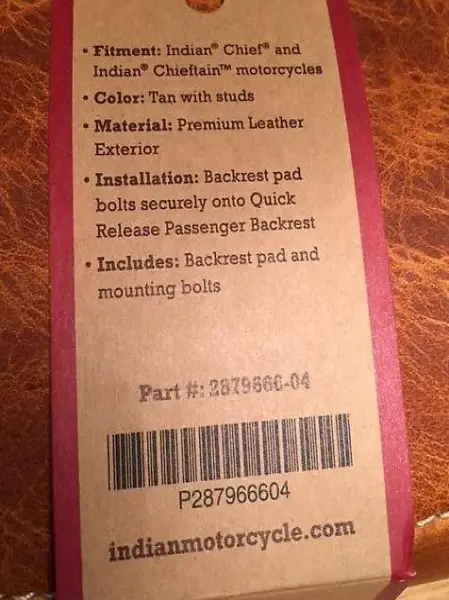 • Fitment: Indian® Chief® and
Indian® Chieftain™ motorcycles
• Color: Tan with studs
• Material: Premium Leather
Exterior
• Installation: Backrest pad
bolts securely onto Quick
Release Passenger Backrest
• Includes: Backrest pad and
mounting bolts
Part #: 2879666-04
P287966604
indianmotorcycle.com